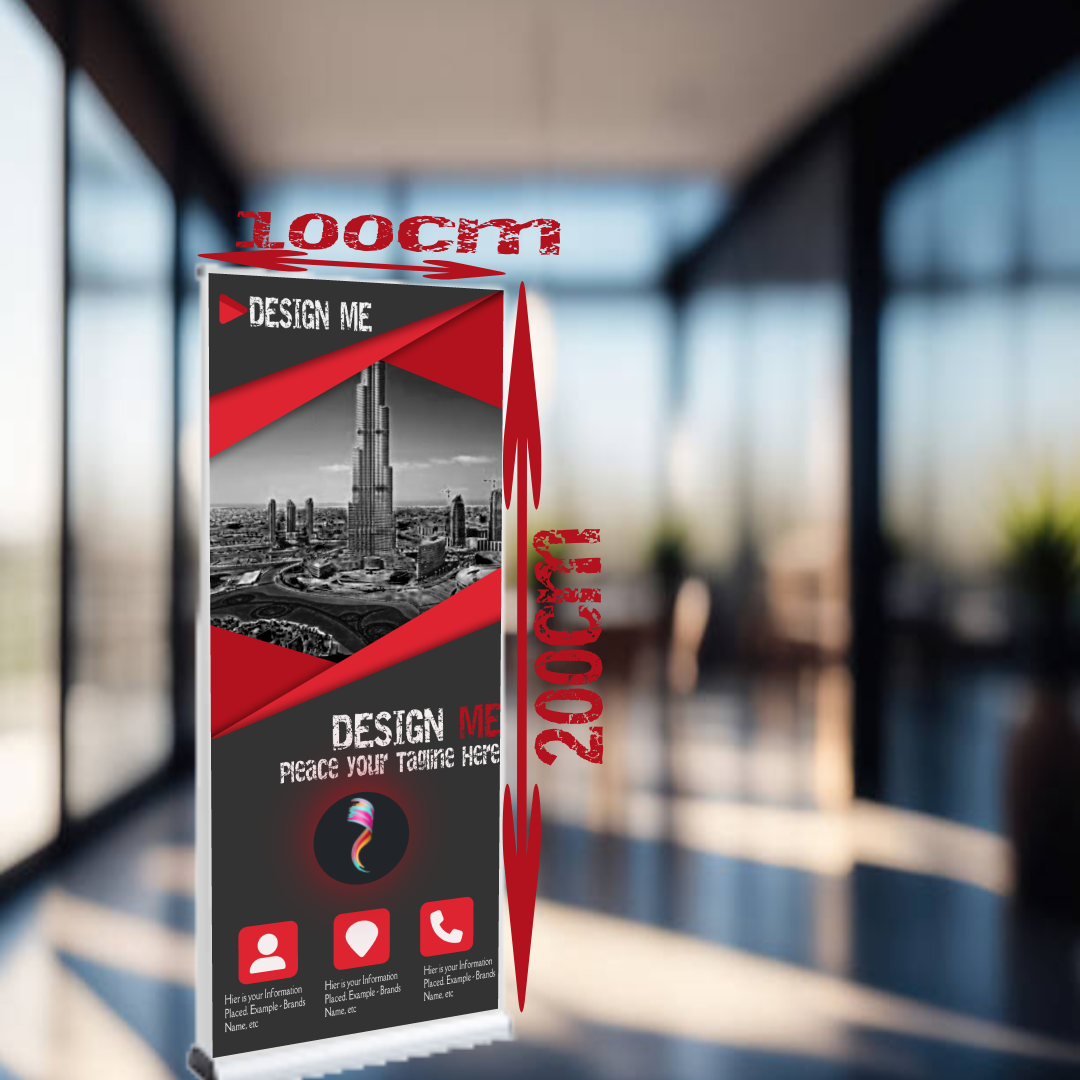 100cm
DESIGN ME
200cm
DESIGN ME
Pleace your Tagline Here
Hier is your Information
Placed. Example - Brands
Name, etc
Hier is your Information
Placed. Example - Brands
Name, etc
Hier is your Information
Placed. Example - Brands
Name, etc